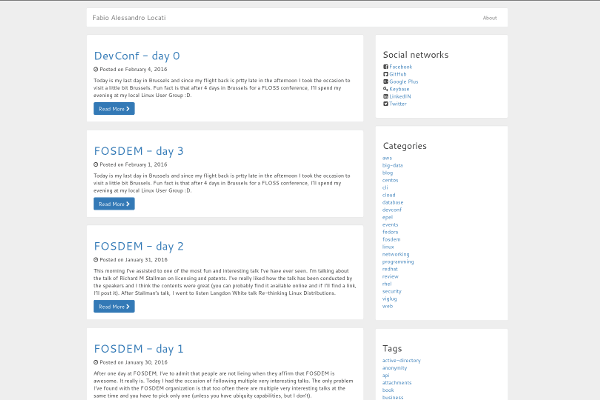 Fabio Alessandro Locati
About
DevConf - day 0
Posted on February 4, 2016
Today is my last day in Brussels and since my flight back is prtty late in the afternoon I took the occasion to
visit a little bit Brussels. Fun fact is that after 4 days in Brussels for a FLOSS conference, I'll spend my
evening at my local Linux User Group :D.
Read More
FOSDEM - day 3
Posted on February 1, 2016
Today is my last day in Brussels and since my flight back is prtty late in the afternoon I took the occasion to
visit a little bit Brussels. Fun fact is that after 4 days in Brussels for a FLOSS conference, I'll spend my
evening at my local Linux User Group :D.
Read More
FOSDEM - day 2
Posted on January 31, 2016
This morning I've assisted to one of the most fun and interesting talk I've have ever seen. I'm talking about
the talk of Richard M Stallman on licensing and patents. I've really liked how the talk has been conducted by
the speakers and I think the contents were great (you can probably find it available online and if I'll find a link,
I'll post it). After Stallman's talk, I went to listen Langdon White talk Re-thinking Linux Distributions.
Read More
FOSDEM - day 1
Posted on January 30, 2016
After one day at FOSDEM, I've to admit that people are not lieing when they affirm that FOSDEM is
awesome. It really is. Today I had the occasion of following multiple very interesting talks. The only problem
I've found with the FOSDEM organization is that too often there are multiple very interesting talks at the
same time and you have to pick only one (unless you have ubiquity capabilities, but I don't).
Social networks
Facebook
GitHub
Google Plus
Keybase
LinkedIN
Twitter
Categories
aws
big-data
blog
centos
cli
cloud
database
devconf
epel
events
fedora
fosdem
linux
networking
programming
redhat
review
rhel
security
viglug
web
Tags
active-directory
anonymity
api
attachments
book
business